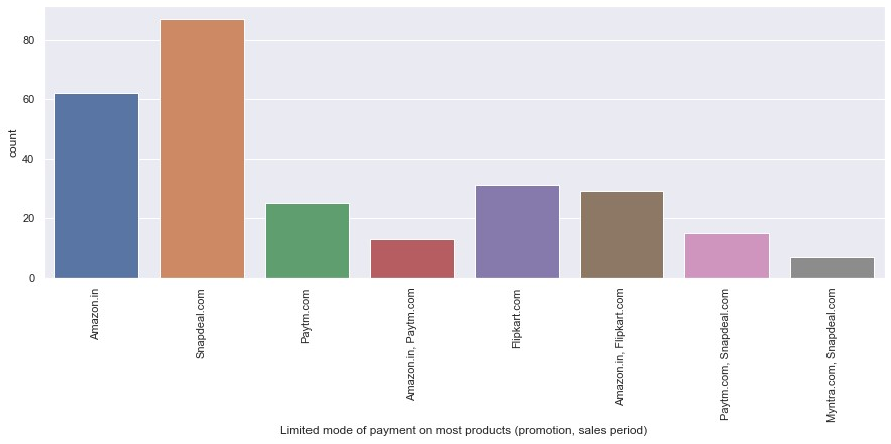 80
60
40
20
0
count
Amazon.in
Snapdeal.com
Paytm.com
Amazon.in, Paytm.com
Flipkart.com
Amazon.in, Flipkart.com
Paytm.com, Snapdeal.com
Myntra.com, Snapdeal.com
Limited mode of payment on most products (promotion, sales period)